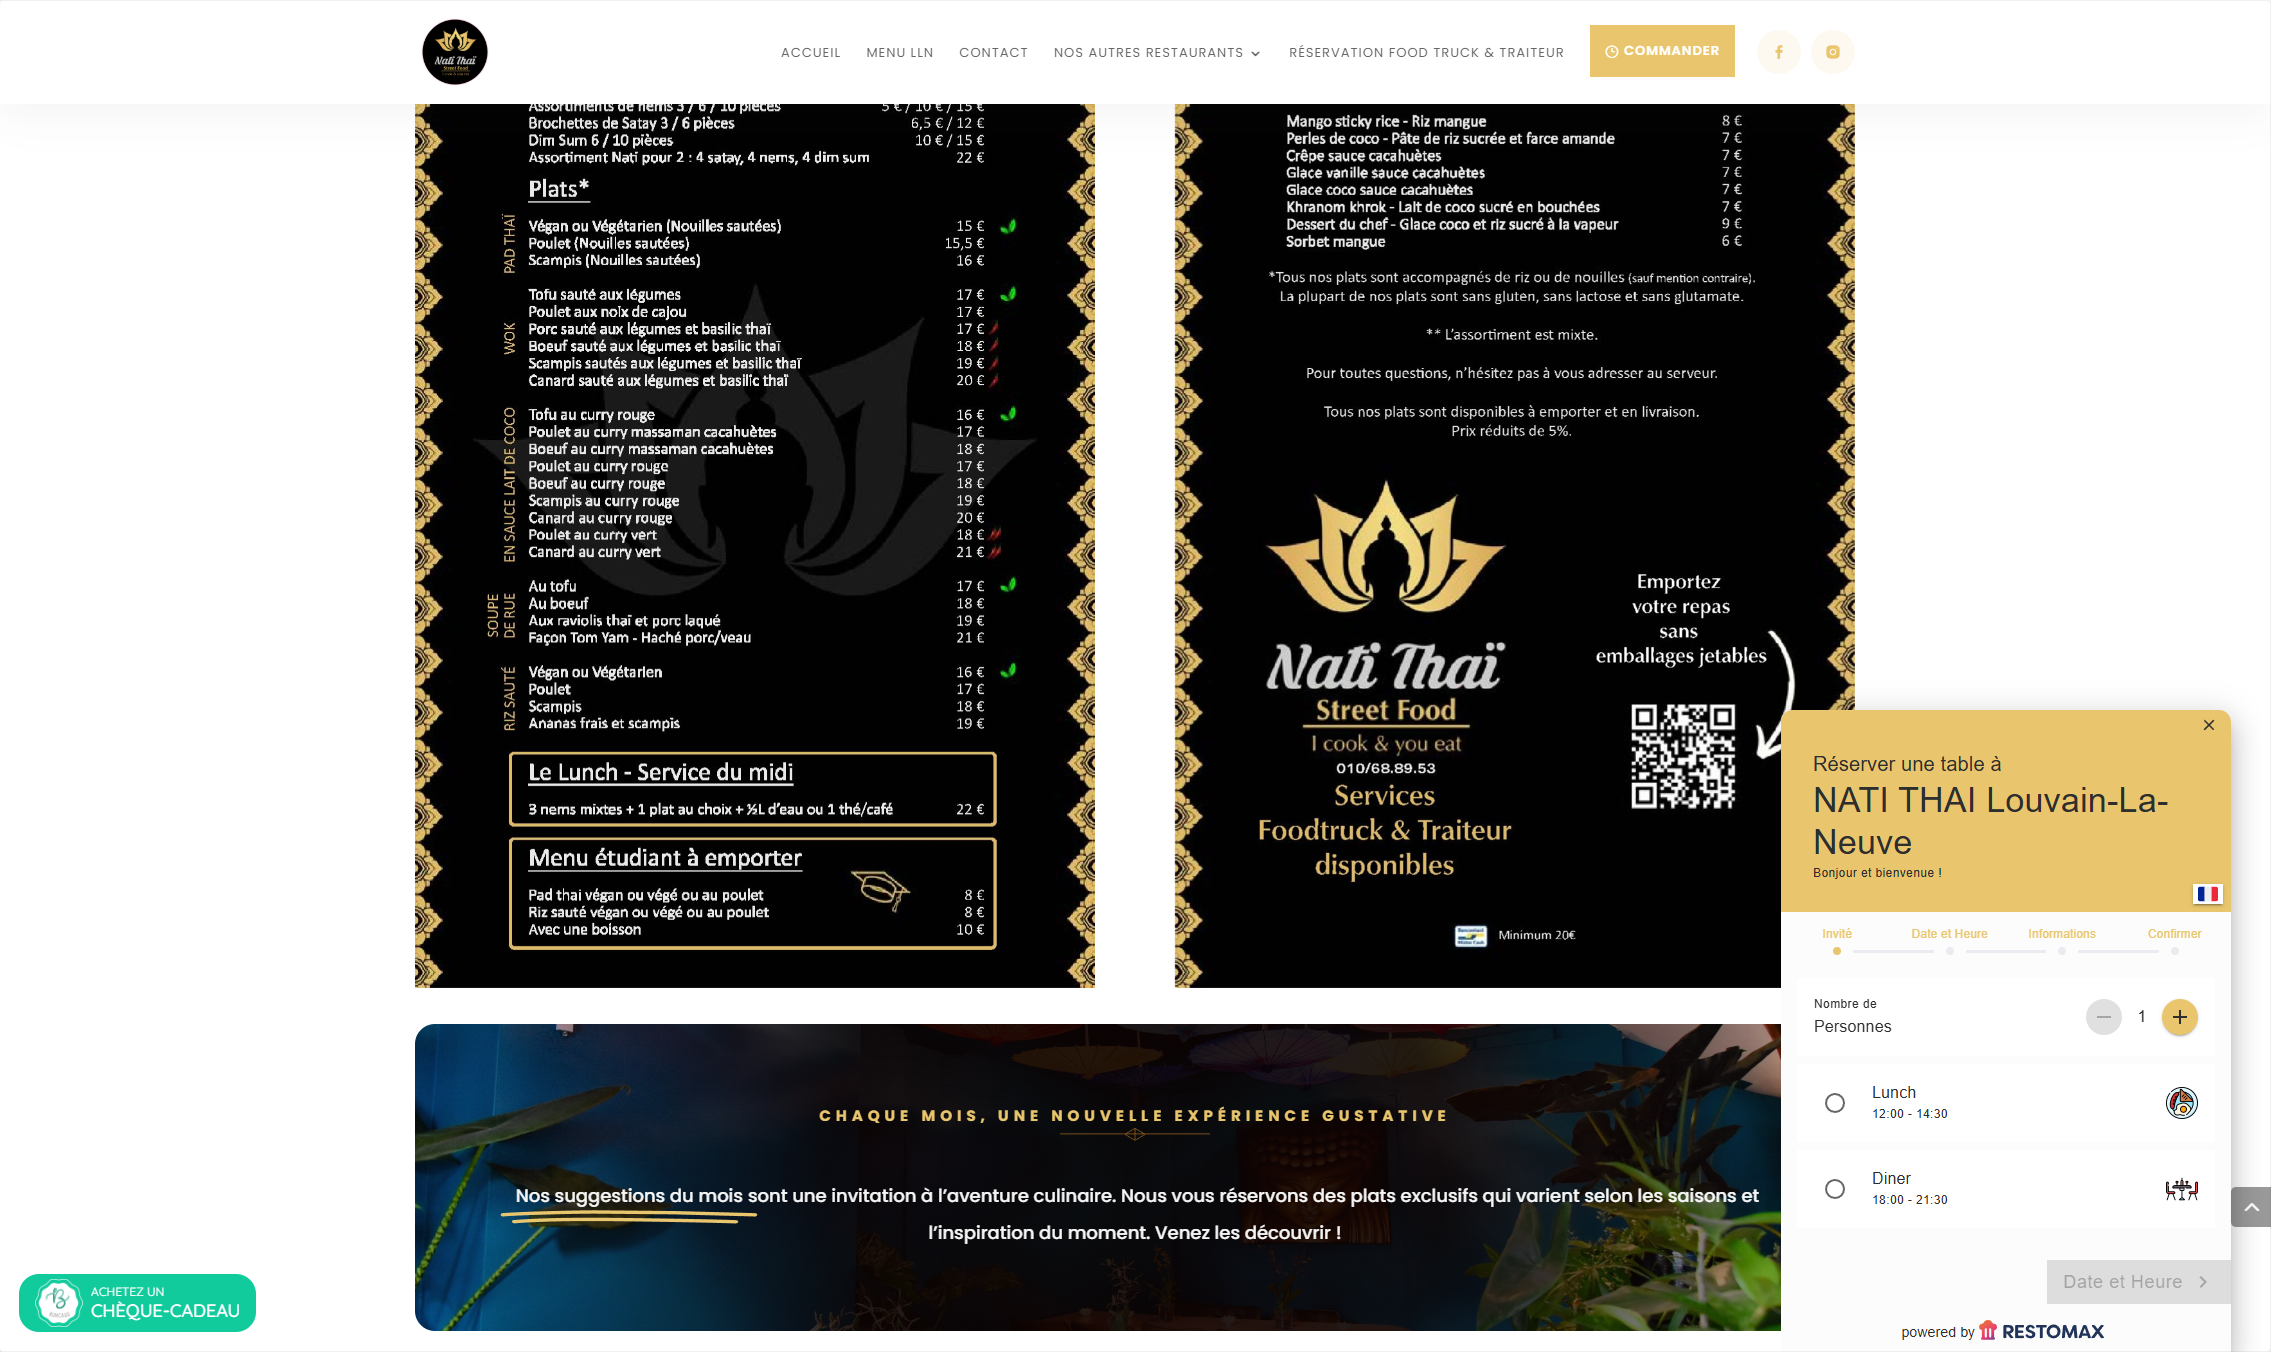 Nati Thaï
Street Food
ACCUEIL
MENU LLN
CONTACT
NOS AUTRES RESTAURANTS
RÉSERVATION FOOD TRUCK & TRAITEUR
COMMANDER
Assortiments de nems 3 / 6 / 10 pièces 5 € / 10 € / 15 €
Brochettes de Satay 3 / 6 pièces 6,5 € / 12 €
Dim Sum 6 / 10 pièces 10 € / 15 €
Assortiment Nati pour 2 : 4 satay, 4 nems, 4 dim sum 22 €
Plats*
PAD THAÏ
Végan ou Végétarien (Nouilles sautées) 15 €
Poulet (Nouilles sautées) 15,5 €
Scampis (Nouilles sautées) 16 €
WOK
Tofu sauté aux légumes 17 €
Poulet aux noix de cajou 17 €
Porc sauté aux légumes et basilic thaï 17 €
Boeuf sauté aux légumes et basilic thaï 18 €
Scampis sautés aux légumes et basilic thaï 19 €
Canard sauté aux légumes et basilic thaï 20 €
EN SAUCE LAIT DE COCO
Tofu au curry rouge 16 €
Poulet au curry massaman cacahuètes 17 €
Boeuf au curry massaman cacahuètes 18 €
Poulet au curry rouge 17 €
Boeuf au curry rouge 18 €
Scampis au curry rouge 19 €
Canard au curry rouge 20 €
Poulet au curry vert 18 €
Canard au curry vert 21 €
SOUPE
DE RUE
Au tofu 17 €
Au boeuf 18 €
Aux raviolis thaï et porc laqué 19 €
Façon Tom Yam - Haché porc/veau 21 €
RIZ SAUTÉ
Végan ou Végétarien 16 €
Poulet 17 €
Scampis 18 €
Ananas frais et scampis 19 €
Le Lunch - Service du midi
3 nems mixtes + 1 plat au choix + ½L d'eau ou 1 thé/café 22 €
Menu étudiant à emporter
Pad thai végan ou végé ou au poulet 8 €
Riz sauté végan ou végé ou au poulet 8 €
Avec une boisson 10 €
Mango sticky rice - Riz mangue 8 €
Perles de coco - Pâte de riz sucrée et farce amande 7 €
Crêpe sauce cacahuètes 7 €
Glace vanille sauce cacahuètes 7 €
Glace coco sauce cacahuètes 7 €
Khranom khrok - Lait de coco sucré en bouchées 7 €
Dessert du chef - Glace coco et riz sucré à la vapeur 9 €
Sorbet mangue 6 €
*Tous nos plats sont accompagnés de riz ou de nouilles (sauf mention contraire).
La plupart de nos plats sont sans gluten, sans lactose et sans glutamate.
** L'assortiment est mixte.
Pour toutes questions, n'hésitez pas à vous adresser au serveur.
Tous nos plats sont disponibles à emporter et en livraison.
Prix réduits de 5%.
Nati Thaï
Street Food
I cook & you eat
010/68.89.53
Services
Foodtruck & Traiteur
disponibles
Emportez
votre repas
sans
emballages jetables
Minimum 20€
CHAQUE MOIS, UNE NOUVELLE EXPÉRIENCE GUSTATIVE
Nos suggestions du mois sont une invitation à l'aventure culinaire. Nous vous réservons des plats exclusifs qui varient selon les saisons et
l'inspiration du moment. Venez les découvrir !
ACHETEZ UN
CHÈQUE-CADEAU
Réserver une table à
NATI THAI Louvain-La-
Neuve
Bonjour et bienvenue !
Invité
Date et Heure
Informations
Confirmer
Nombre de
Personnes
1
Lunch
12:00 - 14:30
Diner
18:00 - 21:30
Date et Heure
powered by RESTOMAX